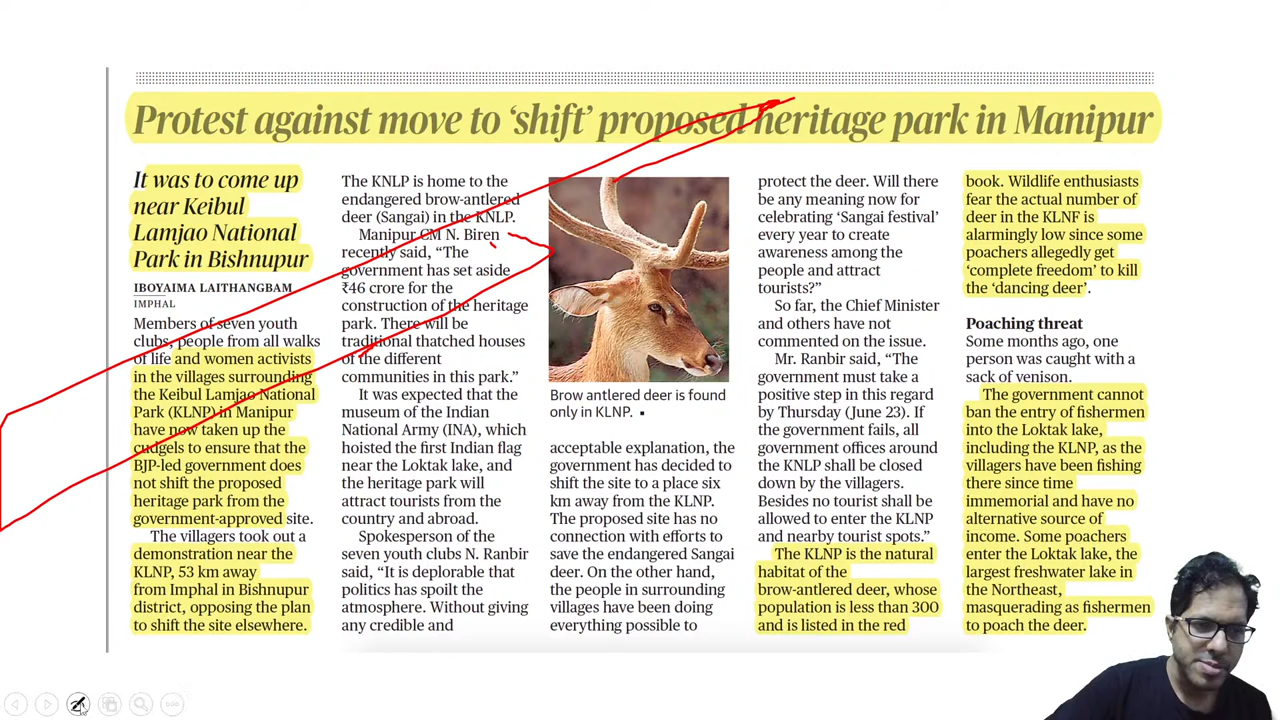 Protest against move to ‘shift’ proposed heritage park in Manipur
It was to come up
near Keibul
Lamjao National
Park in Bishnupur
IBOYAIMA LAITHANGBAM
IMPHAL
Members of seven youth
clubs, people from all walks
of life and women activists
in the villages surrounding
the Keibul Lamjao National
Park (KLNP) in Manipur
have now taken up the
cudgels to ensure that the
BJP-led government does
not shift the proposed
heritage park from the
government-approved site.
The villagers took out a
demonstration near the
KLNP, 53 km away
from Imphal in Bishnupur
district, opposing the plan
to shift the site elsewhere.
The KNLP is home to the
endangered brow-antlered
deer (Sangai) in the KNLP.
Manipur CM N. Biren
recently said, “The
government has set aside
₹46 crore for the
construction of the heritage
park. There will be
traditional thatched houses
of the different
communities in this park.”
It was expected that the
museum of the Indian
National Army (INA), which
hoisted the first Indian flag
near the Loktak lake, and
the heritage park will
attract tourists from the
country and abroad.
Spokesperson of the
seven youth clubs N. Ranbir
said, “It is deplorable that
politics has spoilt the
atmosphere. Without giving
any credible and
Brow antlered deer is found
only in KLNP. ▪
acceptable explanation, the
government has decided to
shift the site to a place six
km away from the KLNP.
The proposed site has no
connection with efforts to
save the endangered Sangai
deer. On the other hand,
the people in surrounding
villages have been doing
everything possible to
protect the deer. Will there
be any meaning now for
celebrating ‘Sangai festival’
every year to create
awareness among the
people and attract
tourists?”
So far, the Chief Minister
and others have not
commented on the issue.
Mr. Ranbir said, “The
government must take a
positive step in this regard
by Thursday (June 23). If
the government fails, all
government offices around
the KNLP shall be closed
down by the villagers.
Besides no tourist shall be
allowed to enter the KLNP
and nearby tourist spots.”
The KLNP is the natural
habitat of the
brow-antlered deer, whose
population is less than 300
and is listed in the red
book. Wildlife enthusiasts
fear the actual number of
deer in the KLNF is
alarmingly low since some
poachers allegedly get
‘complete freedom’ to kill
the ‘dancing deer’.
Poaching threat
Some months ago, one
person was caught with a
sack of venison.
The government cannot
ban the entry of fishermen
into the Loktak lake,
including the KLNP, as the
villagers have been fishing
there since time
immemorial and have no
alternative source of
income. Some poachers
enter the Loktak lake, the
largest freshwater lake in
the Northeast,
masquerading as fishermen
to poach the deer.